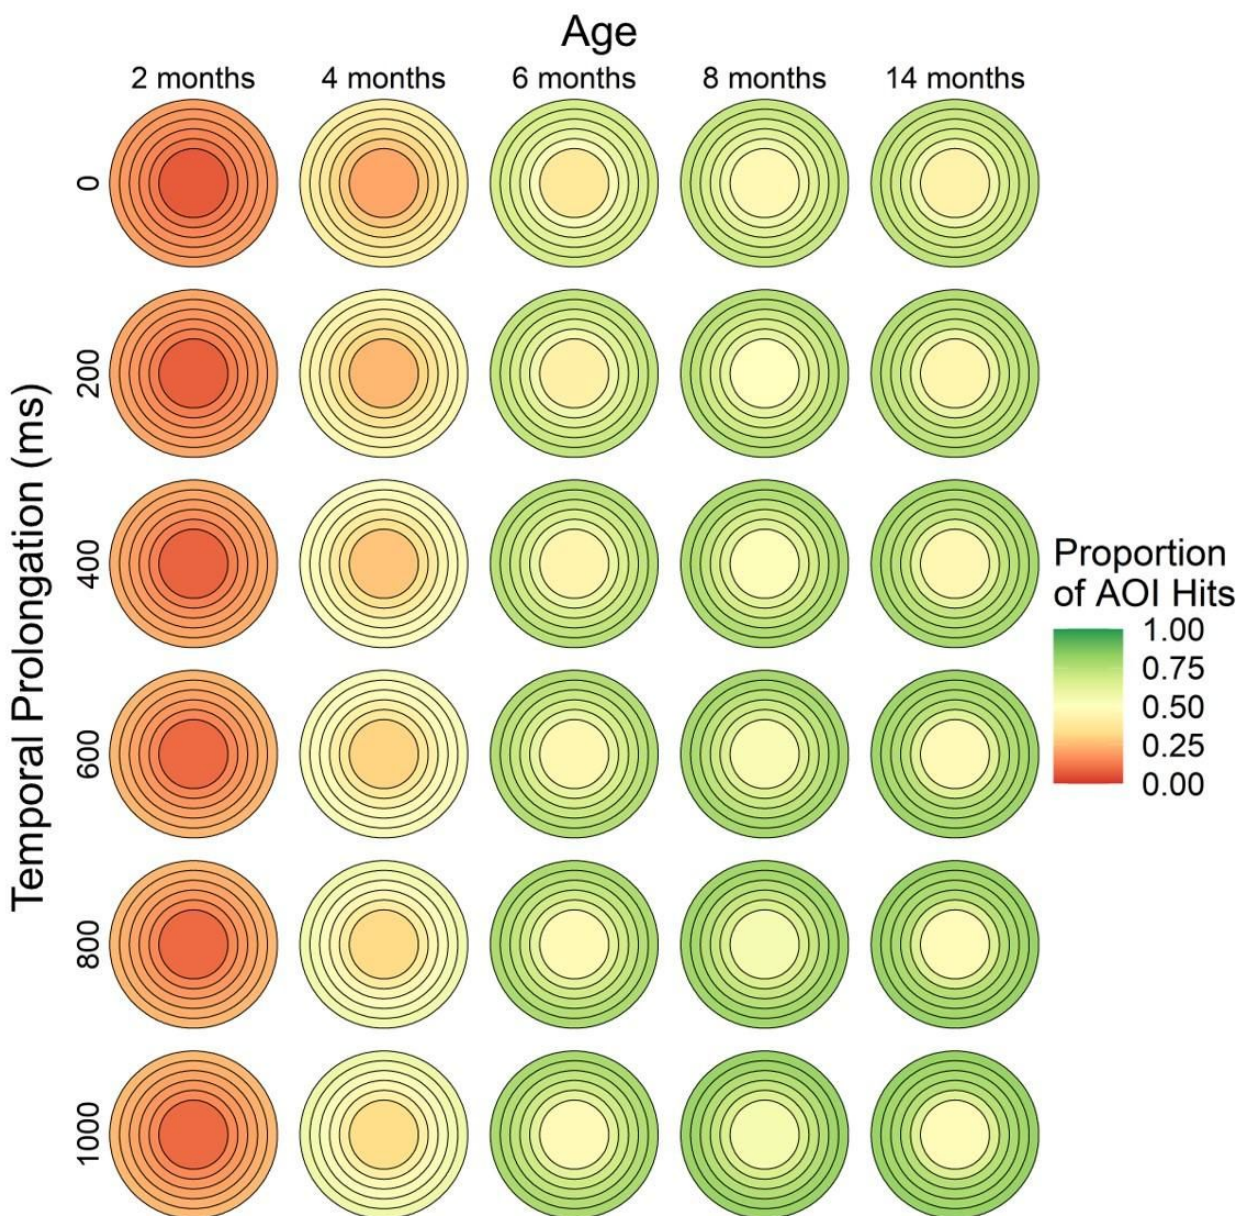 Age
2 months 4 months 6 months 8 months 14 months
Temporal Prolongation (ms)
0
200
400
600
800
1000
Proportion
of AOI Hits
1.00
0.75
0.50
0.25
0.00